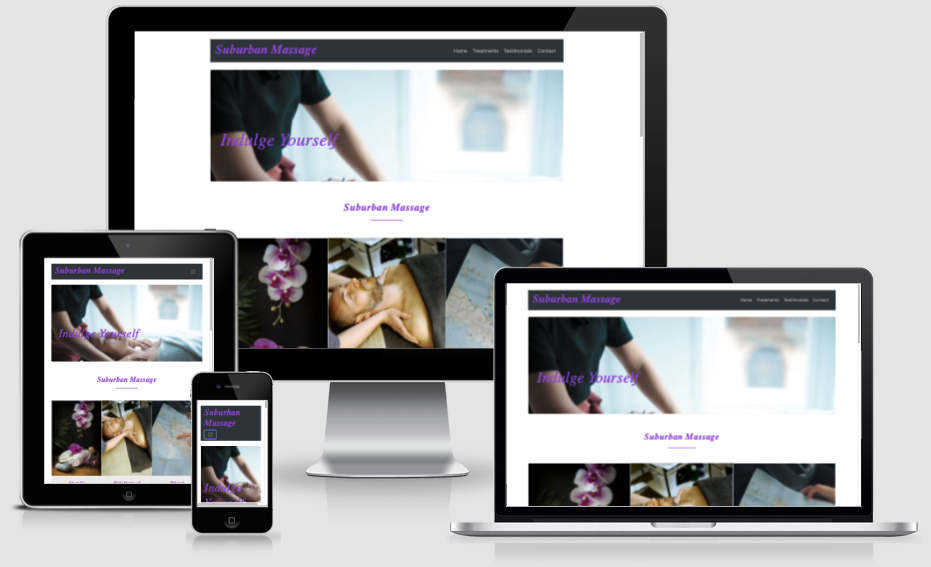 Suburban Massage
Home Treatments Testimonials Contact
Indulge Yourself
Suburban Massage
Suburban Massage
Indulge Yourself
Suburban Massage
Suburban
Massage
Indulge
Suburban Massage
Home Treatments Testimonials Contact
Indulge Yourself
Suburban Massage